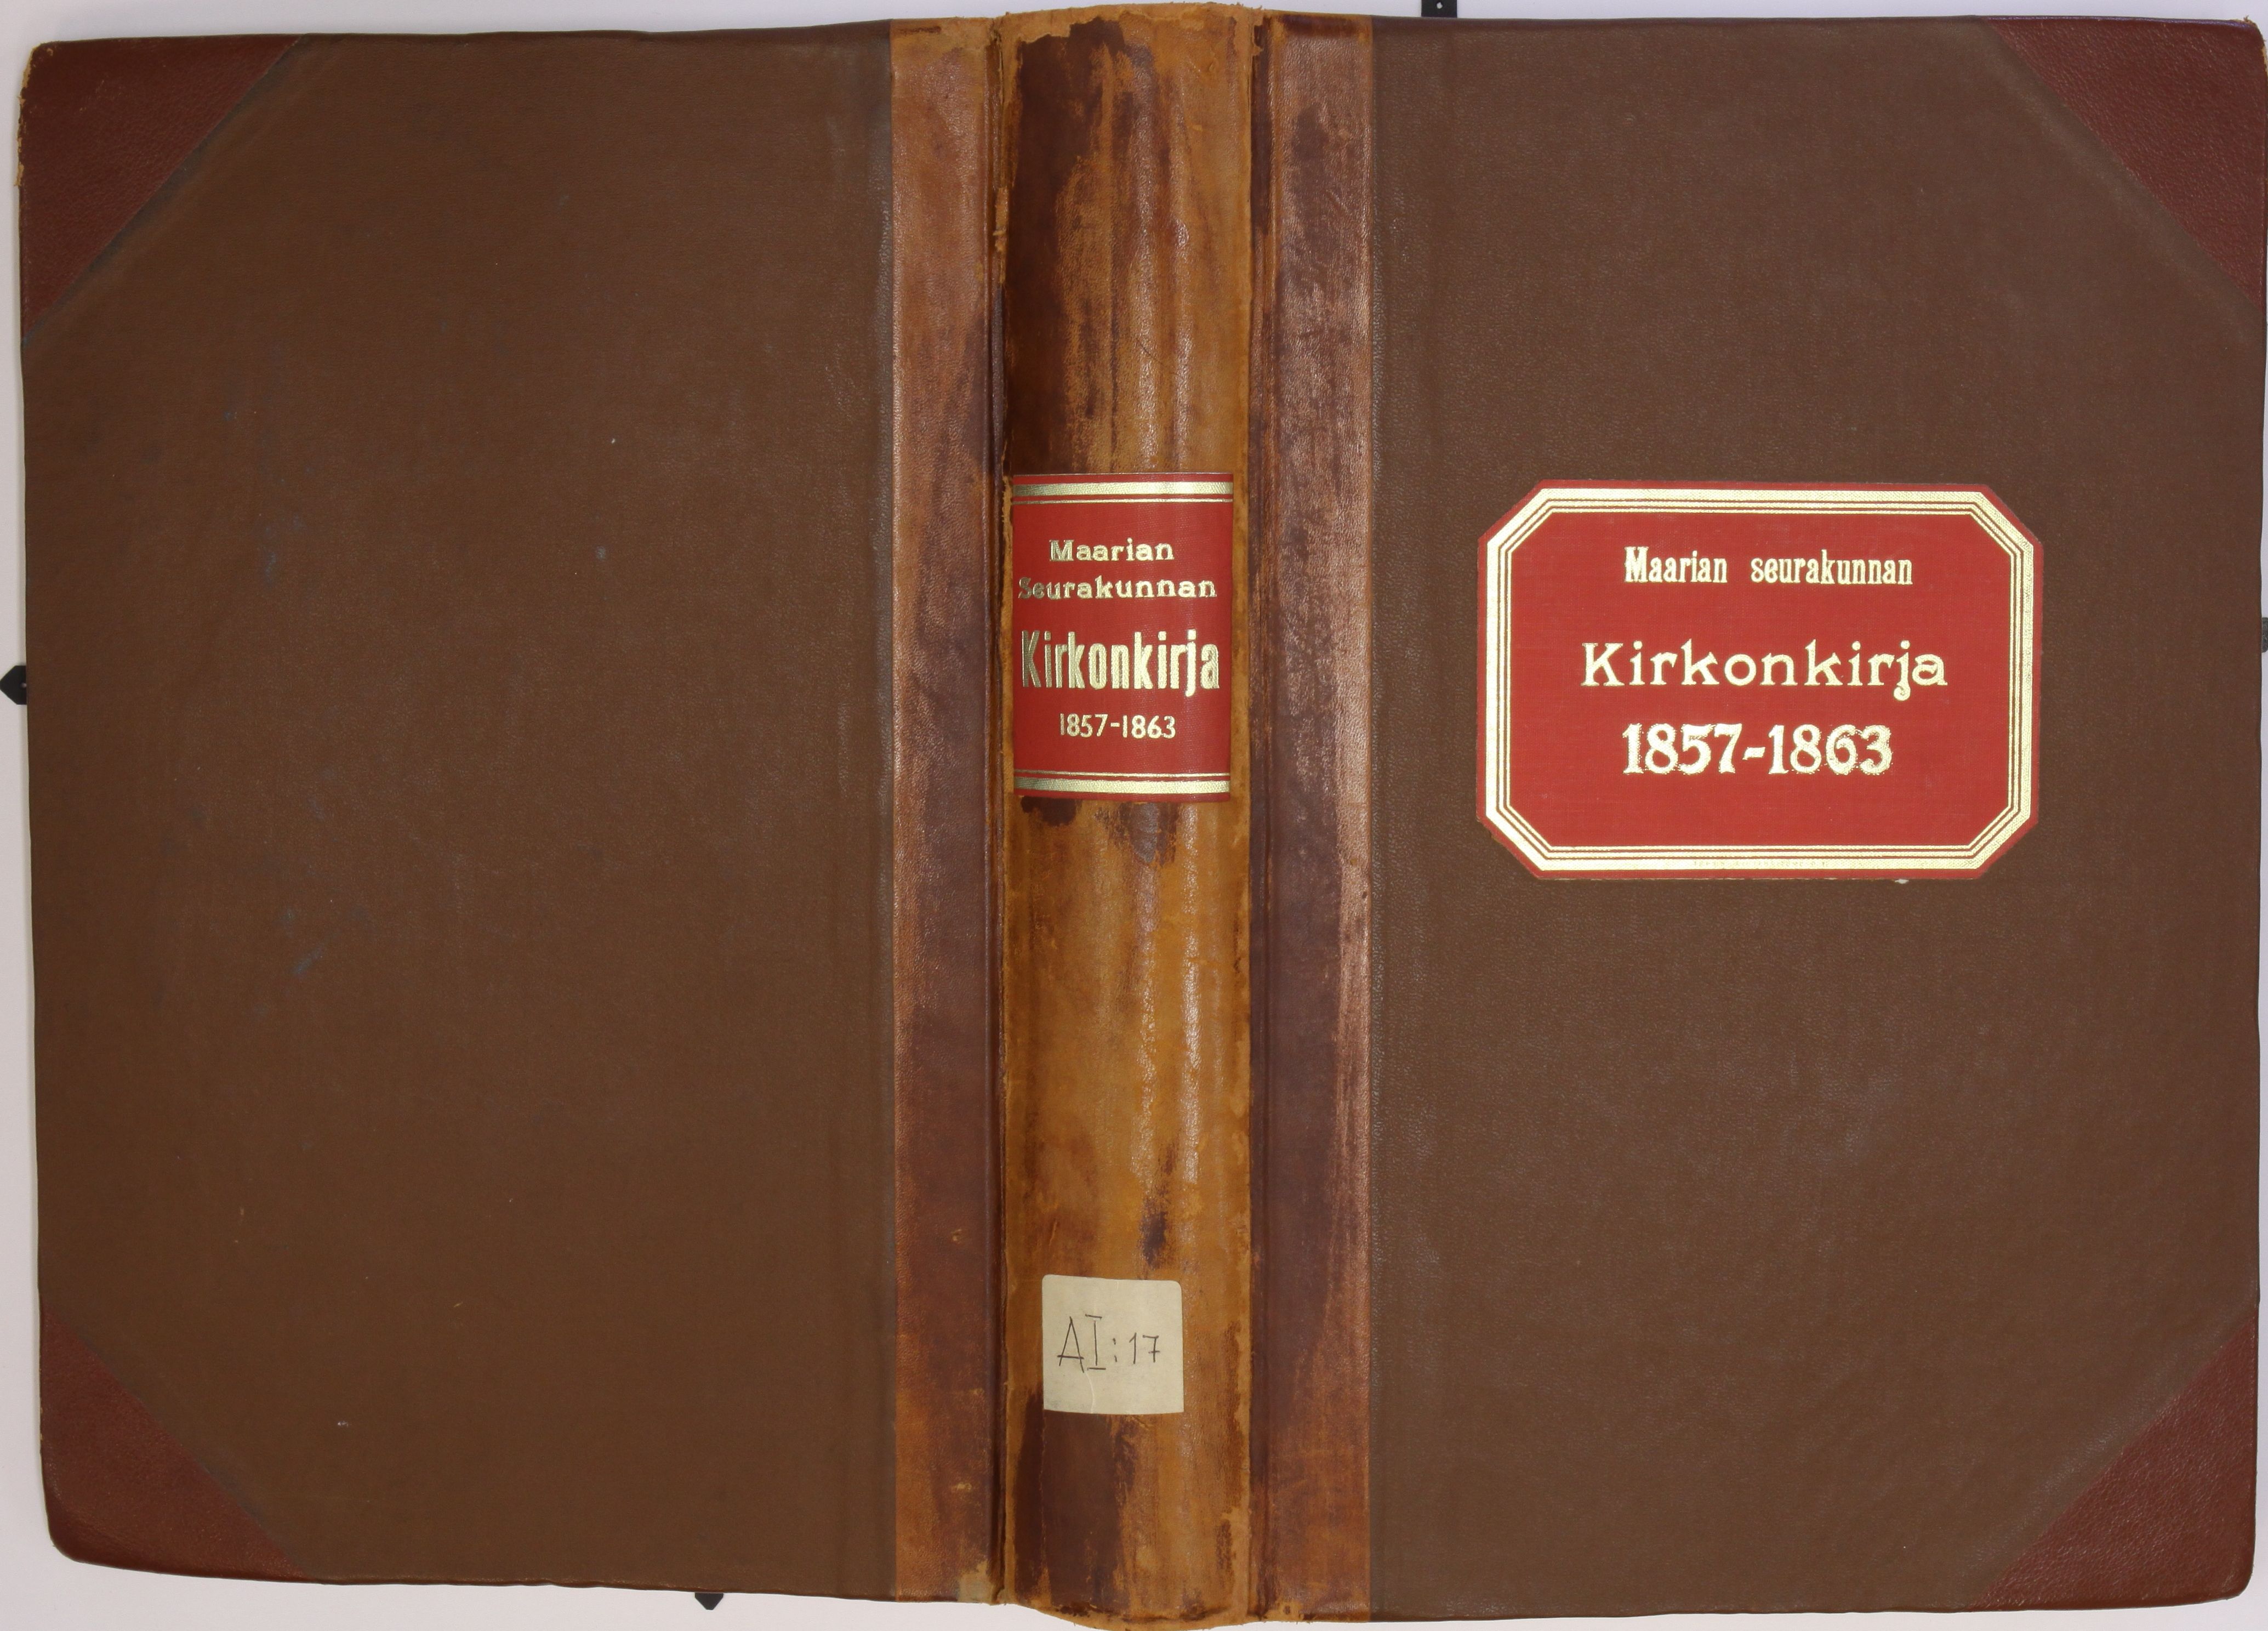 Maarian
Seurakunnan
Kirkonkirja
1857-1863
AI:17
Maarian seurakunnan
Kirkonkirja
1857-1863